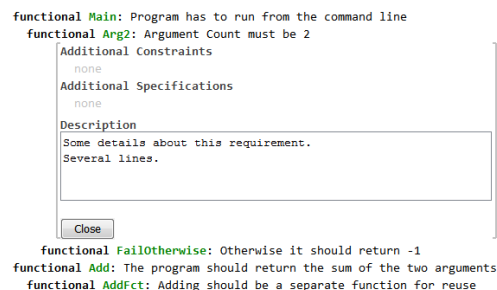 functional Main: Program has to run from the command line
functional Arg2: Argument Count must be 2
Additional Constraints
none
Additional Specifications
none
Description
Some details about this requirement.
Several lines.
Close
functional FailOtherwise: Otherwise it should return -1
functional Add: The program should return the sum of the two arguments
functional AddFct: Adding should be a separate function for reuse